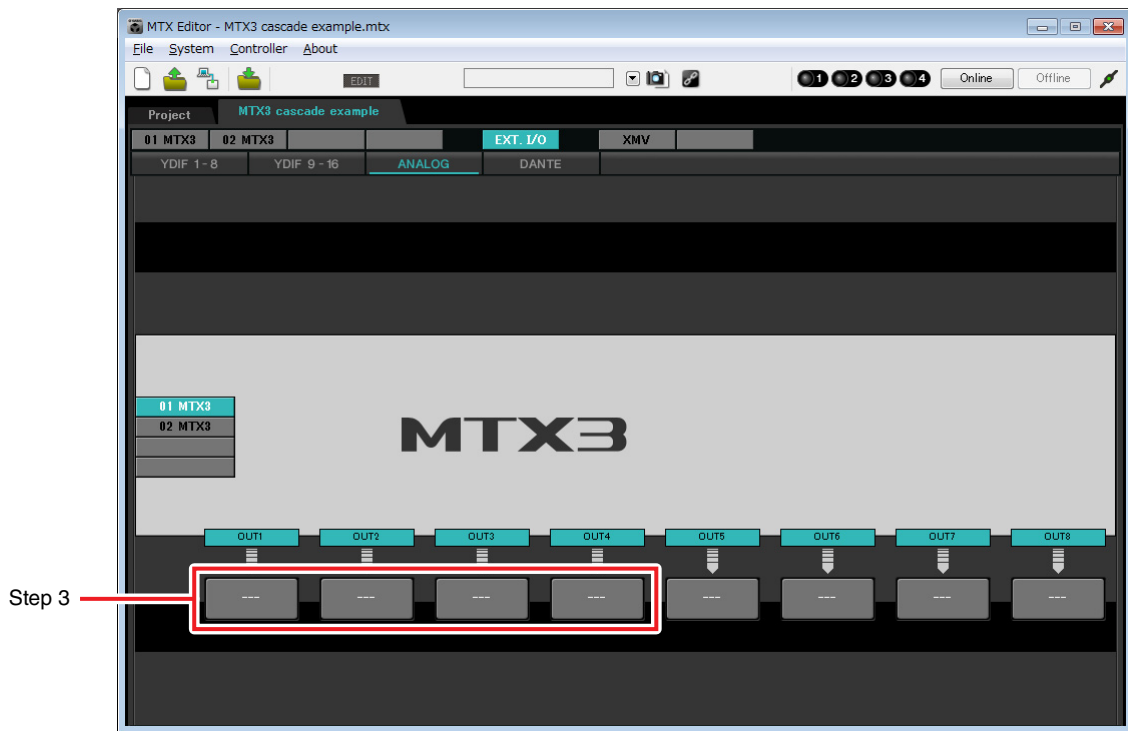 MTX Editor - MTX3 cascade example.mtx
File System Controller About
EDIT 1 2 3 4 Online Offline
Project MTX3 cascade example
01 MTX3 02 MTX3 EXT. I/O XMV
YDIF 1-8 YDIF 9-16 ANALOG DANTE
01 MTX3
02 MTX3
MTX3
OUT1 OUT2 OUT3 OUT4 OUT5 OUT6 OUT7 OUT8
Step 3 --- --- --- --- --- --- --- ---